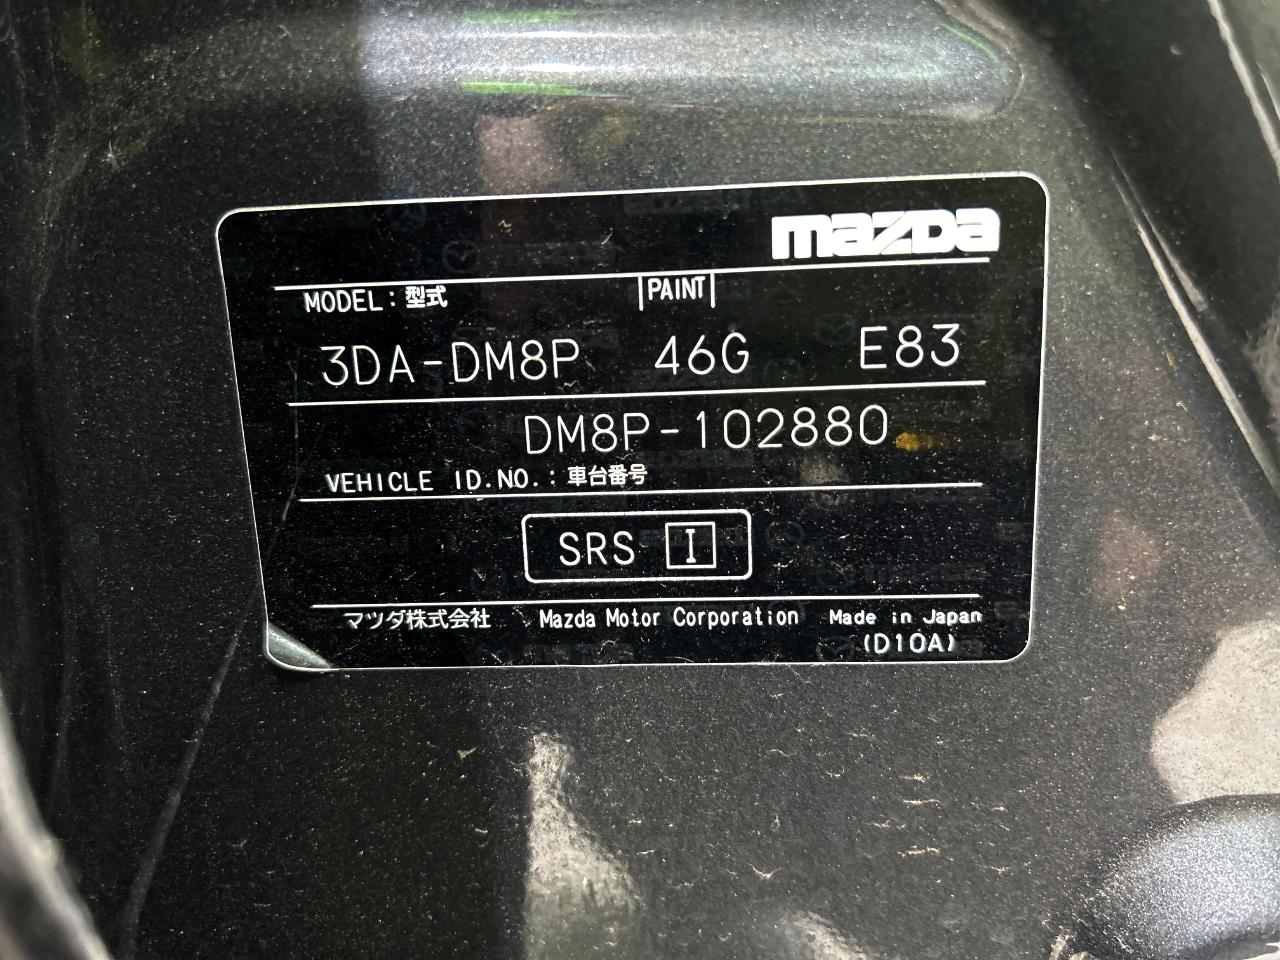 mazda
MODEL：型式 PAINT
3DA-DM8P 46G E83
DM8P-102880
VEHICLE ID.NO.：車台番号
SRS I
マツダ株式会社 Mazda Motor Corporation Made in Japan
(D10A)